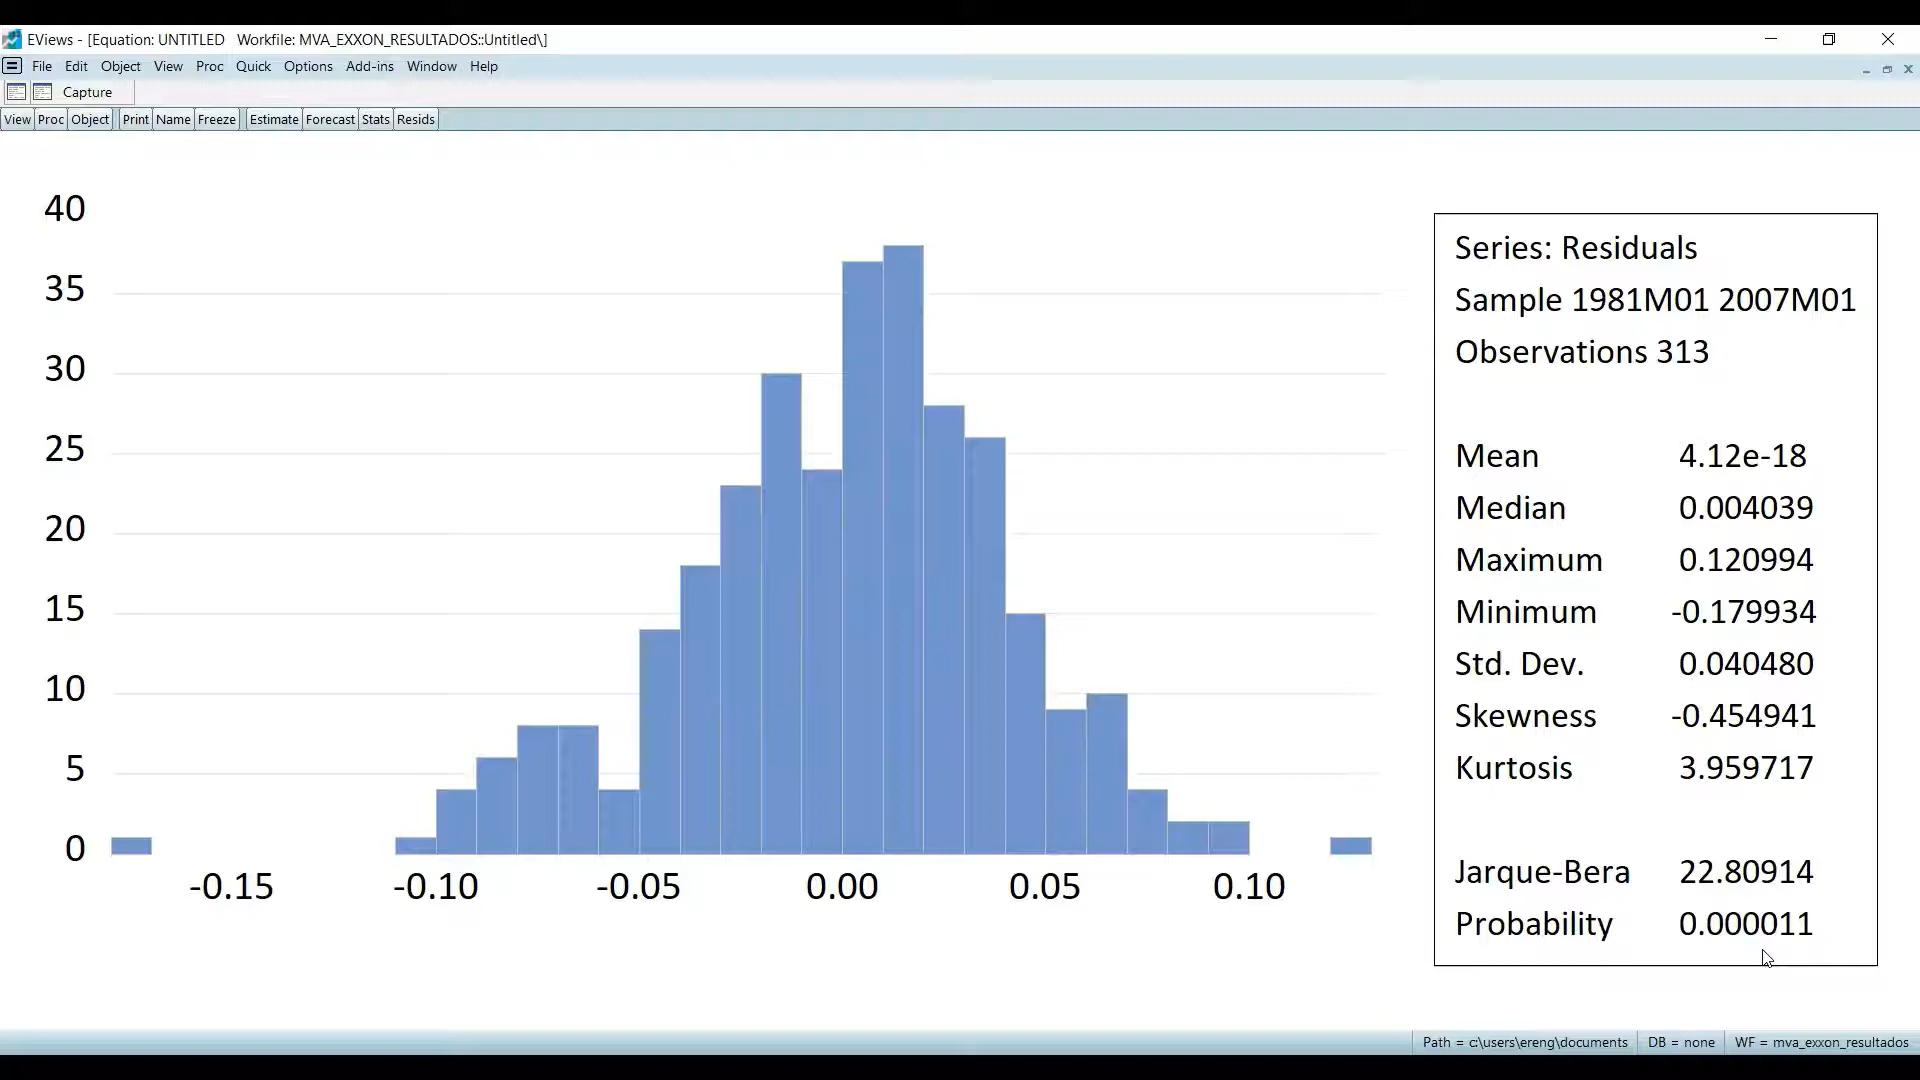 EViews - [Equation: UNTITLED   Workfile: MVA_EXXON_RESULTADOS::Untitled\]
File Edit Object View Proc Quick Options Add-ins Window Help
Capture
View Proc Object Print Name Freeze Estimate Forecast Stats Resids
40
35
30
25
20
15
10
5
0
-0.15 -0.10 -0.05 0.00 0.05 0.10
Series: Residuals
Sample 1981M01 2007M01
Observations 313
Mean 4.12e-18
Median 0.004039
Maximum 0.120994
Minimum -0.179934
Std. Dev. 0.040480
Skewness -0.454941
Kurtosis 3.959717
Jarque-Bera 22.80914
Probability 0.000011
Path = c:\users\ereng\documents DB = none WF = mva_exxon_resultados